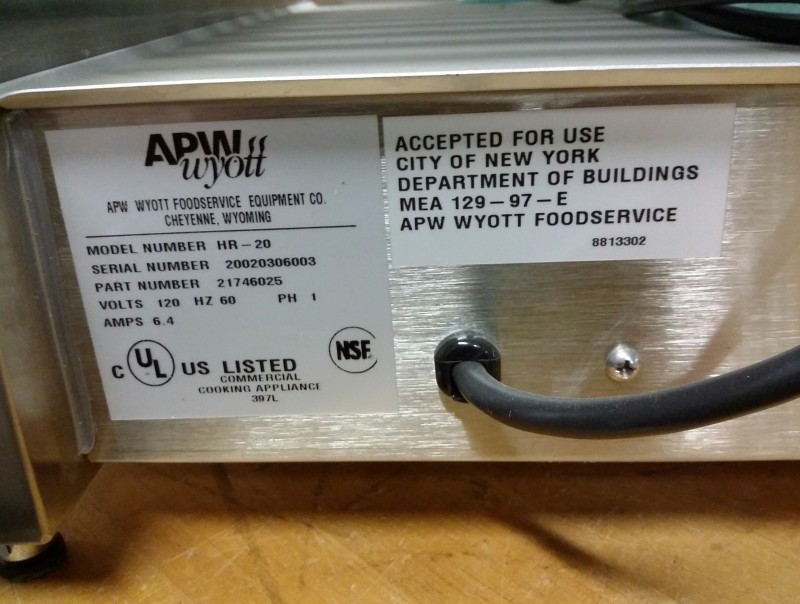 APW wyott
APW WYOTT FOODSERVICE EQUIPMENT CO.
CHEYENNE, WYOMING
MODEL NUMBER HR-20
SERIAL NUMBER 20020306003
PART NUMBER 21746025
VOLTS 120 HZ 60 PH 1
AMPS 6.4
C UL US LISTED
COMMERCIAL
COOKING APPLIANCE
397L
NSF
ACCEPTED FOR USE
CITY OF NEW YORK
DEPARTMENT OF BUILDINGS
MEA 129-97-E
APW WYOTT FOODSERVICE
8813302